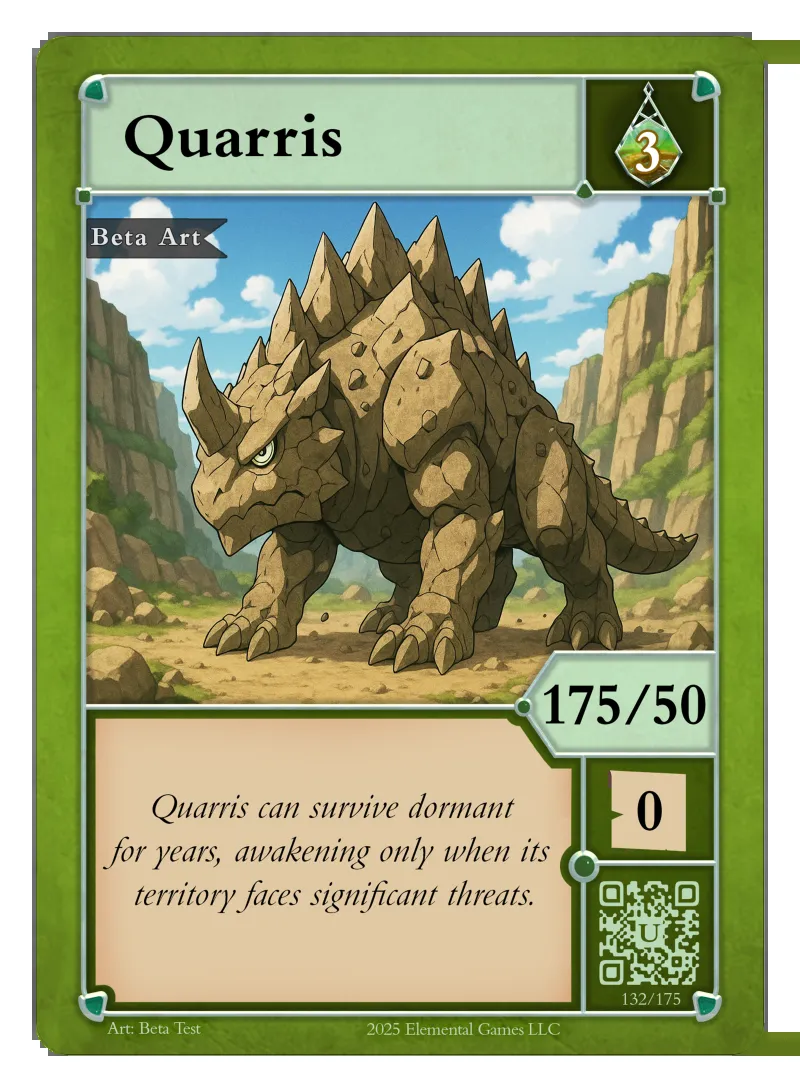 Quarris
3
Beta Art
175/50
0
Quarris can survive dormant
for years, awakening only when its
territory faces significant threats.
U
132/175
Art: Beta Test
2025 Elemental Games LLC